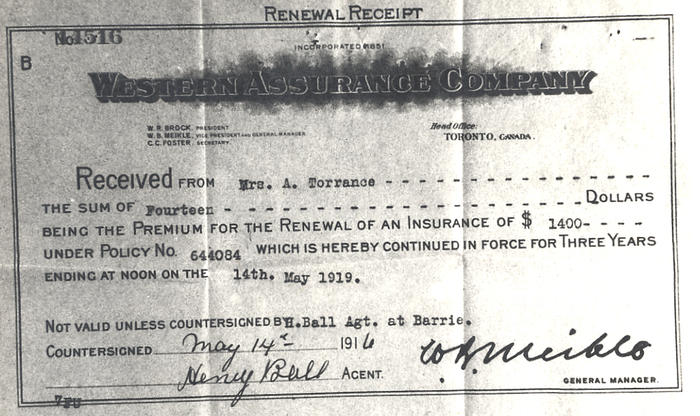 RENEWAL RECEIPT
No 4516
INCORPORATED 1851
B
WESTERN ASSURANCE COMPANY
W. R. BROCK, PRESIDENT
W. B. MEIKLE, VICE PRESIDENT AND GENERAL MANAGER
C. C. FOSTER, SECRETARY
Head Office:
TORONTO, CANADA.
RECEIVED FROM Mrs. A. Torrance - - - - - - - - - - - - - - - - - -
THE SUM OF Fourteen - - - - - - - - - - - - - - - - - - - - - - DOLLARS
BEING THE PREMIUM FOR THE RENEWAL OF AN INSURANCE OF $ 1400- - - -
UNDER POLICY NO. 644084 WHICH IS HEREBY CONTINUED IN FORCE FOR THREE YEARS
ENDING AT NOON ON THE 14th. May 1919.
NOT VALID UNLESS COUNTERSIGNED BY H.Ball Agt. at Barrie.
COUNTERSIGNED May 14th 1916
W B Meikle
Henry Ball AGENT.
GENERAL MANAGER.